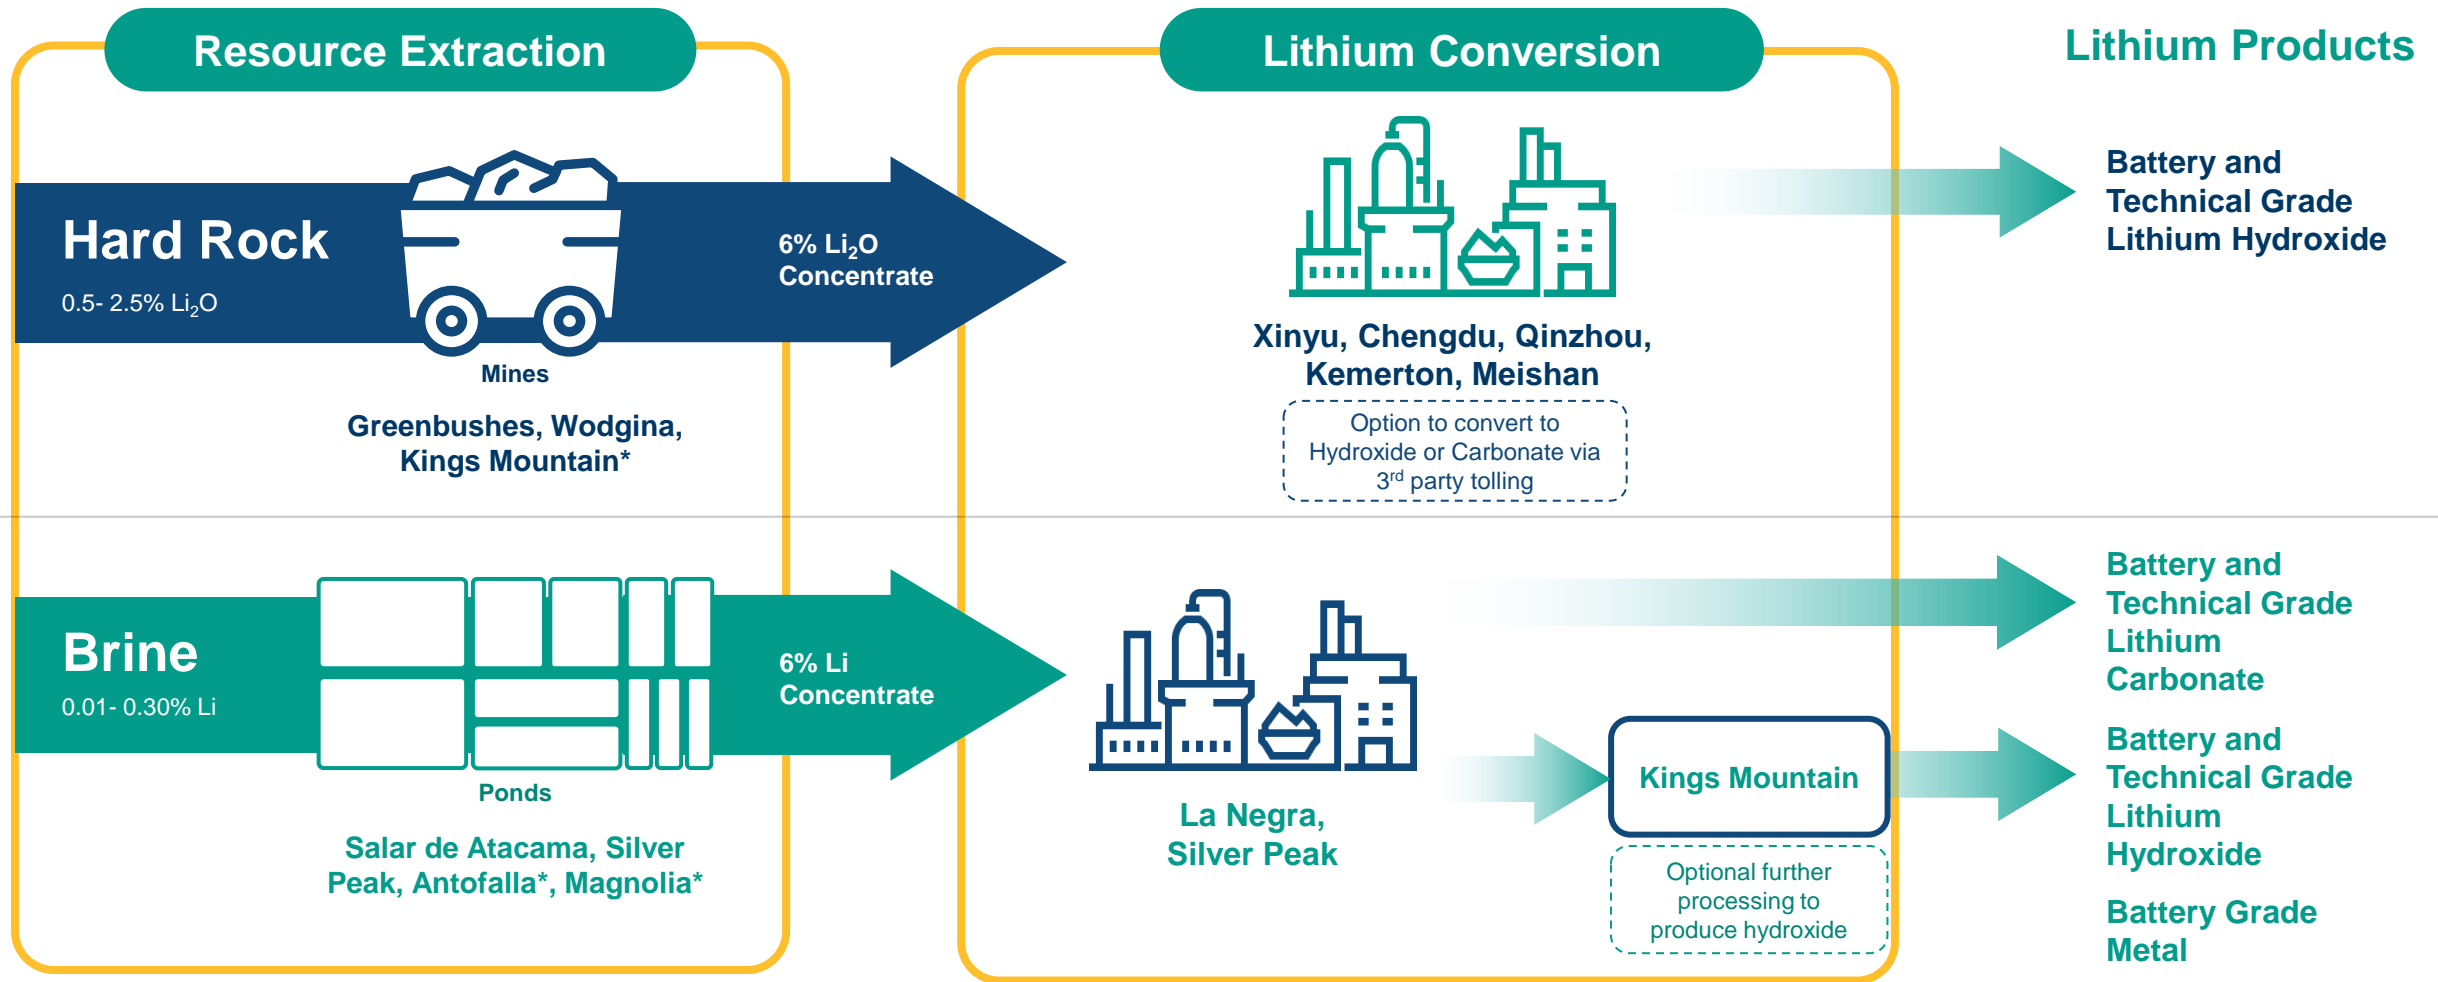 Resource Extraction
Lithium Conversion
Lithium Products
Hard Rock
0.5- 2.5% Li₂O
6% Li₂O
Concentrate
Mines
Greenbushes, Wodgina,
Kings Mountain*
Xinyu, Chengdu, Qinzhou,
Kemerton, Meishan
Option to convert to
Hydroxide or Carbonate via
3rd party tolling
Battery and
Technical Grade
Lithium Hydroxide
Brine
0.01- 0.30% Li
6% Li
Concentrate
Ponds
Salar de Atacama, Silver
Peak, Antofalla*, Magnolia*
La Negra,
Silver Peak
Kings Mountain
Optional further
processing to
produce hydroxide
Battery and
Technical Grade
Lithium
Carbonate
Battery and
Technical Grade
Lithium
Hydroxide
Battery Grade
Metal